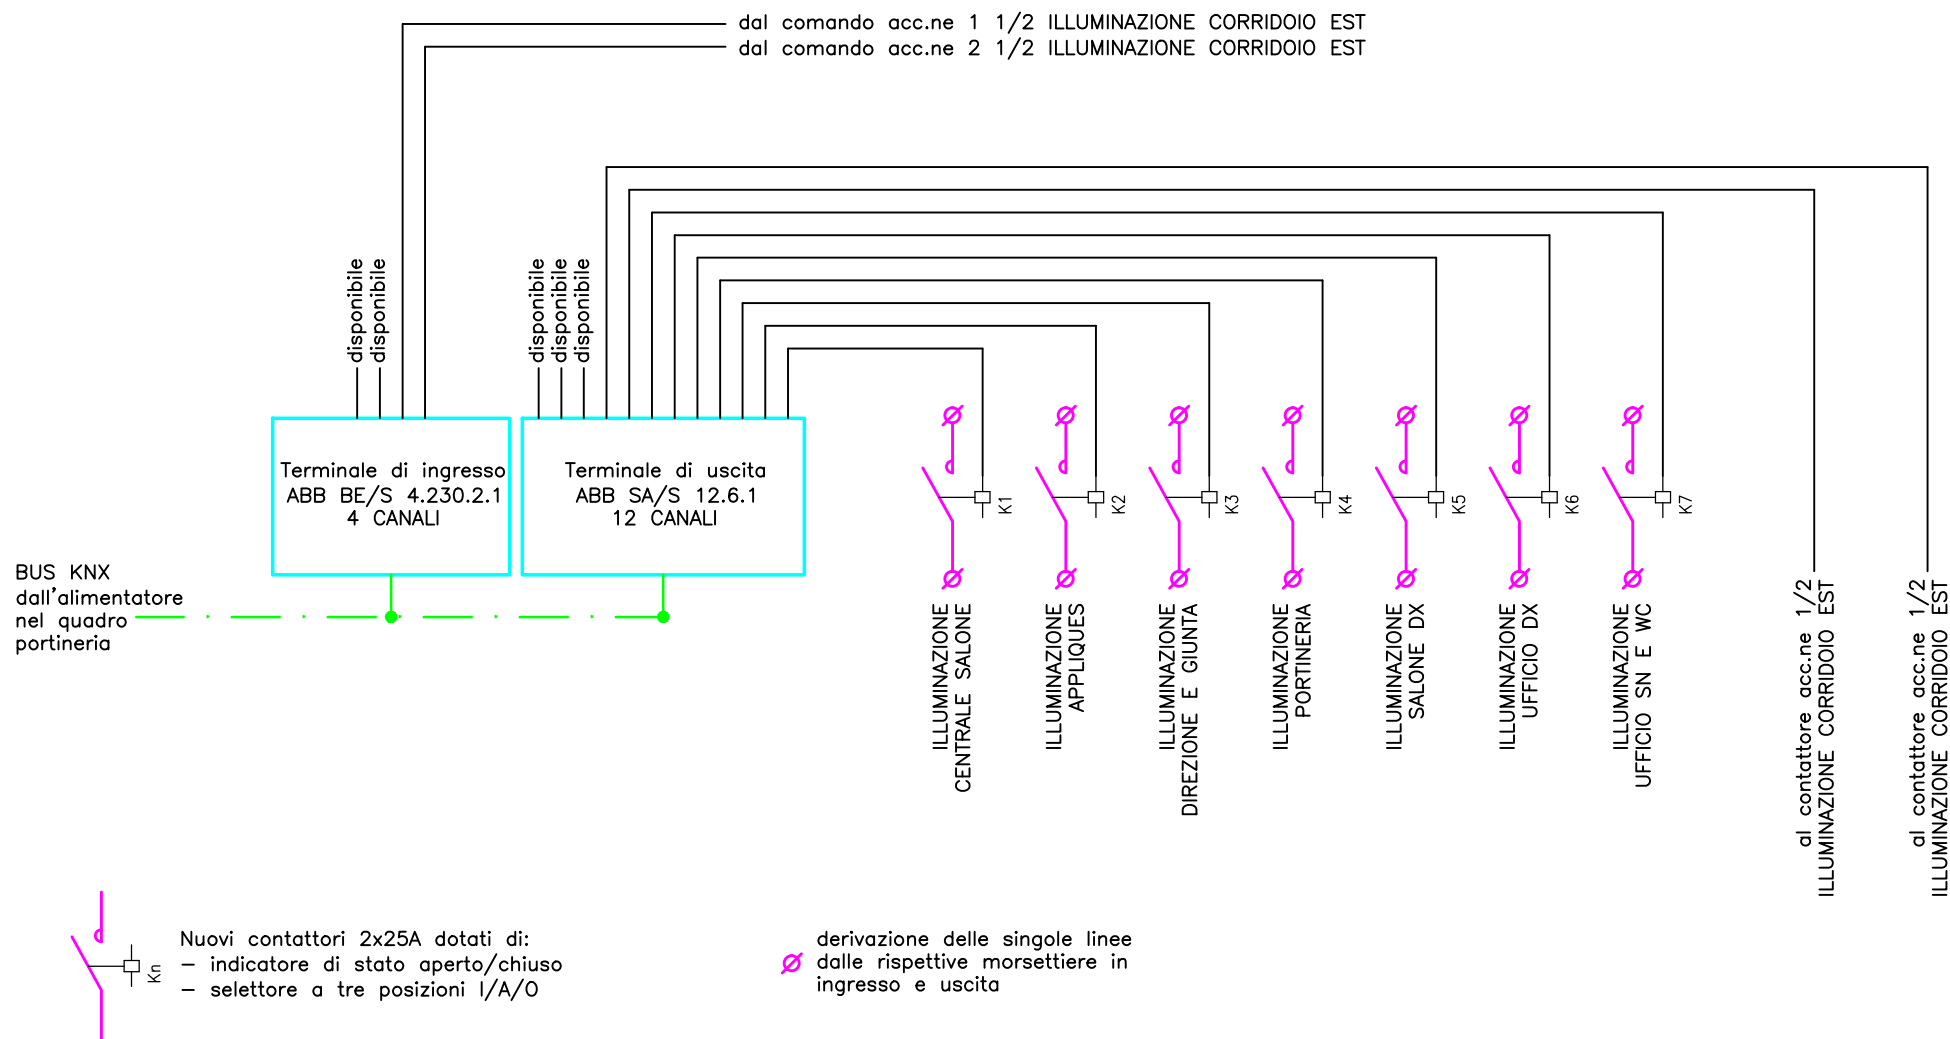 dal comando acc.ne 1 1/2 ILLUMINAZIONE CORRIDOIO EST
dal comando acc.ne 2 1/2 ILLUMINAZIONE CORRIDOIO EST
disponibile
disponibile
disponibile
disponibile
disponibile
Terminale di ingresso
ABB BE/S 4.230.2.1
4 CANALI
Terminale di uscita
ABB SA/S 12.6.1
12 CANALI
K1
K2
K3
K4
K5
K6
K7
BUS KNX
dall'alimentatore
nel quadro
portineria
ILLUMINAZIONE
CENTRALE SALONE
ILLUMINAZIONE
APPLIQUES
ILLUMINAZIONE
DIREZIONE E GIUNTA
ILLUMINAZIONE
PORTINERIA
ILLUMINAZIONE
SALONE DX
ILLUMINAZIONE
UFFICIO DX
ILLUMINAZIONE
UFFICIO SN E WC
al contattore acc.ne 1/2
ILLUMINAZIONE CORRIDOIO EST
al contattore acc.ne 1/2
ILLUMINAZIONE CORRIDOIO EST
Kn
Nuovi contattori 2x25A dotati di:
- indicatore di stato aperto/chiuso
- selettore a tre posizioni I/A/O
derivazione delle singole linee
dalle rispettive morsettiere in
ingresso e uscita